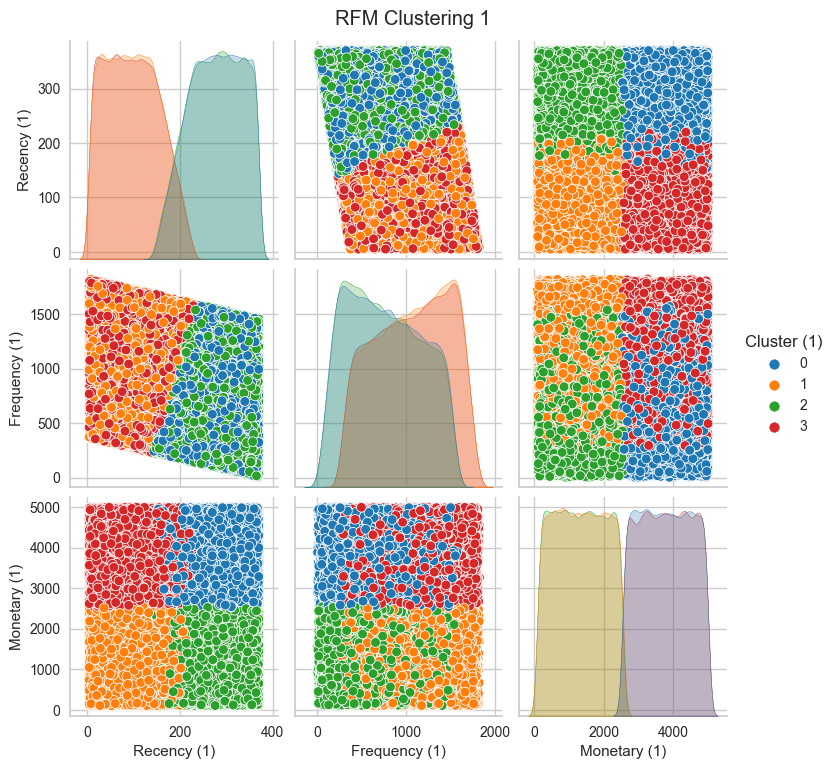 RFM Clustering 1
Recency (1)
300
200
100
0
Frequency (1)
1500
1000
500
0
Cluster (1)
0
1
2
3
Monetary (1)
5000
4000
3000
2000
1000
0
0 200 400
0 1000 2000
0 2000 4000
Recency (1) Frequency (1) Monetary (1)